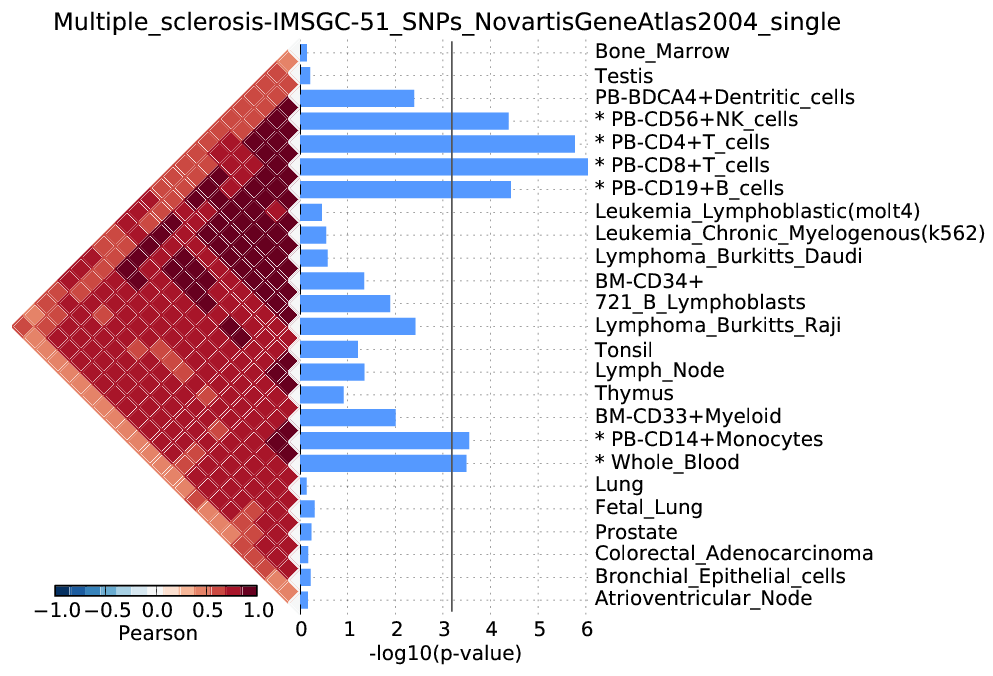 Multiple_sclerosis-IMSGC-51_SNPs_NovartisGeneAtlas2004_single
Bone_Marrow
Testis
PB-BDCA4+Dentritic_cells
* PB-CD56+NK_cells
* PB-CD4+T_cells
* PB-CD8+T_cells
* PB-CD19+B_cells
Leukemia_Lymphoblastic(molt4)
Leukemia_Chronic_Myelogenous(k562)
Lymphoma_Burkitts_Daudi
BM-CD34+
721_B_Lymphoblasts
Lymphoma_Burkitts_Raji
Tonsil
Lymph_Node
Thymus
BM-CD33+Myeloid
* PB-CD14+Monocytes
* Whole_Blood
Lung
Fetal_Lung
Prostate
Colorectal_Adenocarcinoma
Bronchial_Epithelial_cells
Atrioventricular_Node
−1.0 −0.5 0.0 0.5 1.0
Pearson
0 1 2 3 4 5 6
-log10(p-value)